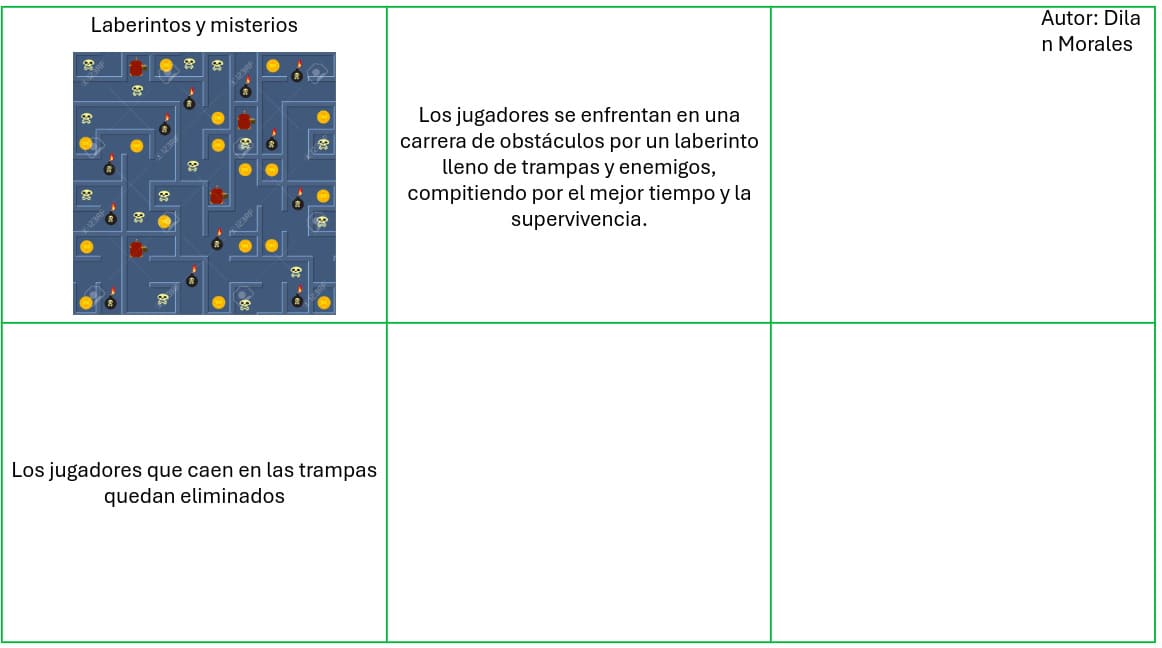 Laberintos y misterios
Los jugadores se enfrentan en una
carrera de obstáculos por un laberinto
lleno de trampas y enemigos,
compitiendo por el mejor tiempo y la
supervivencia.
Autor: Dila
n Morales
Los jugadores que caen en las trampas
quedan eliminados